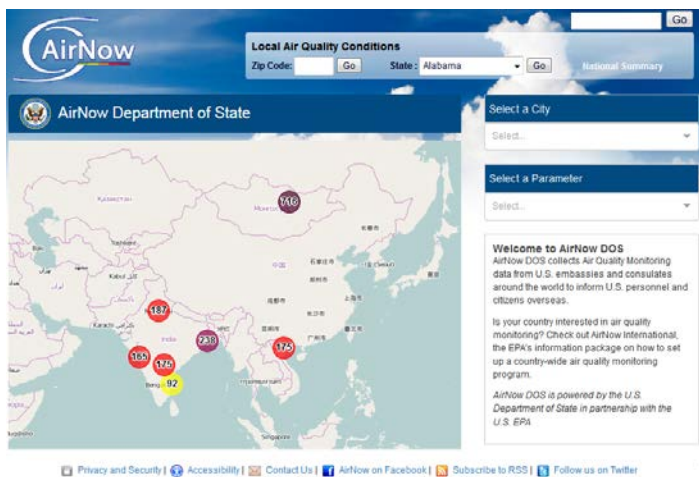 Go
AirNow
Local Air Quality Conditions
Zip Code: Go State: Alabama Go National Summary
AirNow Department of State
Select a City
Select...
Select a Parameter
Select...
716
187
238
165
175
175
92
India
Kabul
Karachi
Singapore
中国
Welcome to AirNow DOS
AirNow DOS collects Air Quality Monitoring
data from U.S. embassies and consulates
around the world to inform U.S. personnel and
citizens overseas.
Is your country interested in air quality
monitoring? Check out AirNow International,
the EPA's information package on how to set
up a country-wide air quality monitoring
program.
AirNow DOS is powered by the U.S.
Department of State in partnership with the
U.S. EPA
Privacy and Security | Accessibility | Contact Us | AirNow on Facebook | Subscribe to RSS | Follow us on Twitter